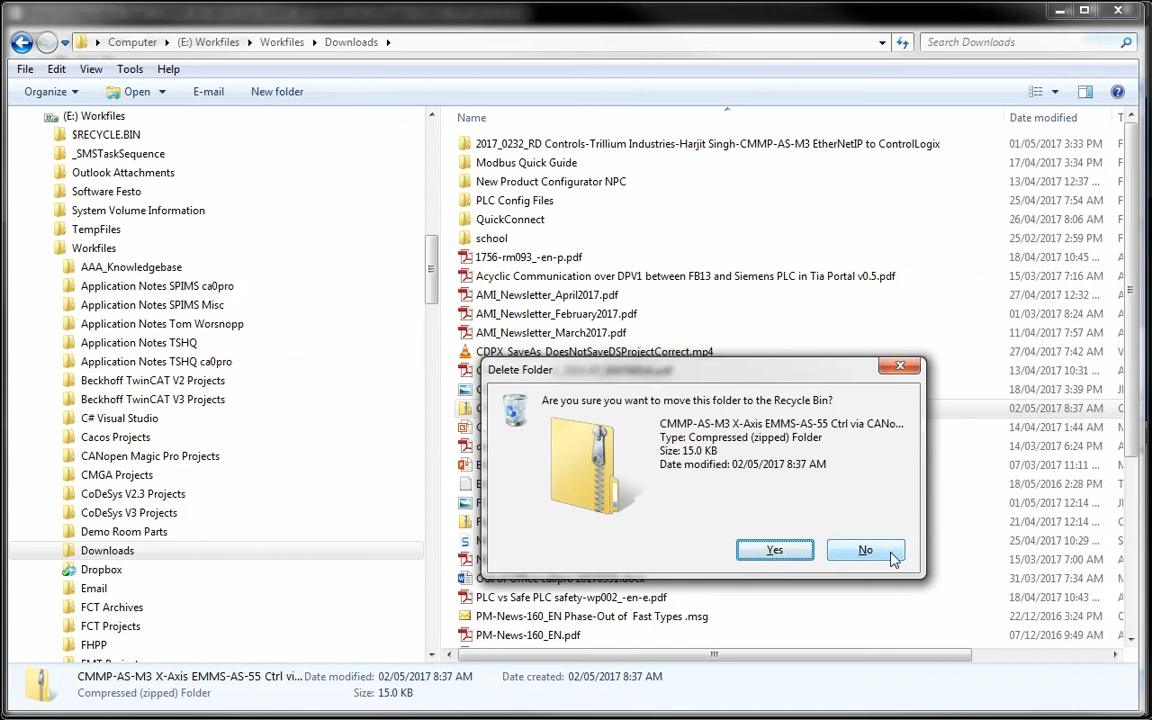 Computer (E:) Workfiles Workfiles Downloads Search Downloads
File Edit View Tools Help
Organize Open E-mail New folder
(E:) Workfiles
$RECYCLE.BIN
_SMSTaskSequence
Outlook Attachments
Software Festo
System Volume Information
TempFiles
Workfiles
AAA_Knowledgebase
Application Notes SPIMS ca0pro
Application Notes SPIMS Misc
Application Notes Tom Worsnopp
Application Notes TSHQ
Application Notes TSHQ ca0pro
Beckhoff TwinCAT V2 Projects
Beckhoff TwinCAT V3 Projects
C# Visual Studio
Cacos Projects
CANopen Magic Pro Projects
CMGA Projects
CoDeSys V2.3 Projects
CoDeSys V3 Projects
Demo Room Parts
Downloads
Dropbox
Email
FCT Archives
FCT Projects
FHPP
Name Date modified
2017_0232_RD Controls-Trillium Industries-Harjit Singh-CMMP-AS-M3 EtherNetIP to ControlLogix 01/05/2017 3:33 PM F
Modbus Quick Guide 17/04/2017 3:34 PM F
New Product Configurator NPC 13/04/2017 12:37 ... F
PLC Config Files 25/04/2017 7:54 AM F
QuickConnect 26/04/2017 8:06 AM F
school 25/02/2017 2:59 PM F
1756-rm093_-en-p.pdf 18/04/2017 10:45 ... A
Acyclic Communication over DPV1 between FB13 and Siemens PLC in Tia Portal v0.5.pdf 15/03/2017 7:16 AM A
AMI_Newsletter_April2017.pdf 27/04/2017 12:32 ... A
AMI_Newsletter_February2017.pdf 01/03/2017 8:24 AM A
AMI_Newsletter_March2017.pdf 11/04/2017 7:57 AM A
CDPX_SaveAs_DoesNotSaveDSProjectCorrect.mp4 27/04/2017 7:42 AM
13/04/2017 10:31 ...
18/04/2017 3:39 PM
02/05/2017 8:37 AM C
14/04/2017 1:44 AM
14/03/2017 6:24 PM
07/03/2017 11:11 ...
18/05/2016 2:28 PM
01/05/2017 12:14 ...
21/04/2017 12:14 ...
25/04/2017 10:29 ...
15/03/2017 7:00 AM
31/03/2017 7:34 AM
PLC vs Safe PLC safety-wp002_-en-e.pdf 18/04/2017 10:43 ... A
PM-News-160_EN Phase-Out of Fast Types .msg 22/12/2016 3:34 PM
PM-News-160_EN.pdf 07/12/2016 9:49 AM A
Delete Folder
Are you sure you want to move this folder to the Recycle Bin?
CMMP-AS-M3 X-Axis EMMS-AS-55 Ctrl via CANo...
Type: Compressed (zipped) Folder
Size: 15.0 KB
Date modified: 02/05/2017 8:37 AM
Yes No
CMMP-AS-M3 X-Axis EMMS-AS-55 Ctrl vi... Date modified: 02/05/2017 8:37 AM Date created: 02/05/2017 8:37 AM
Compressed (zipped) Folder Size: 15.0 KB